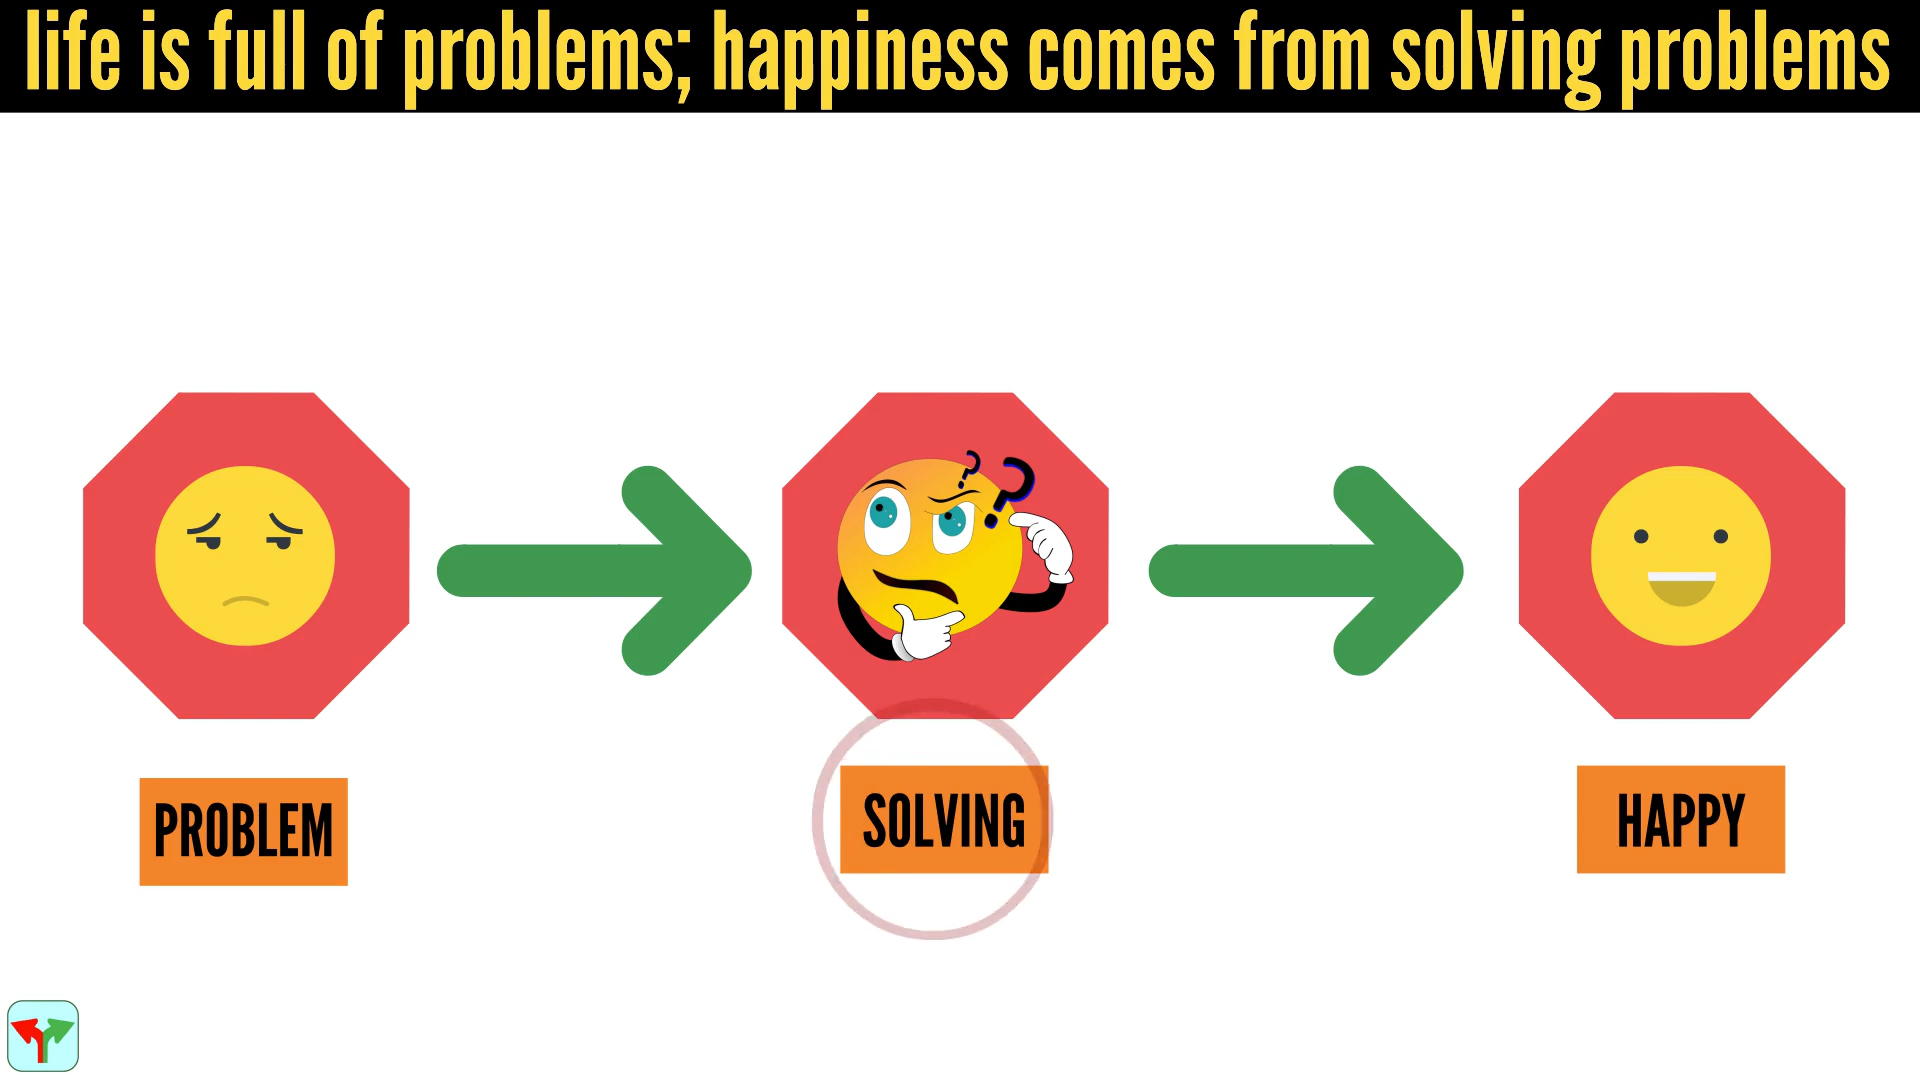 life is full of problems; happiness comes from solving problems
? ?
PROBLEM
SOLVING
HAPPY